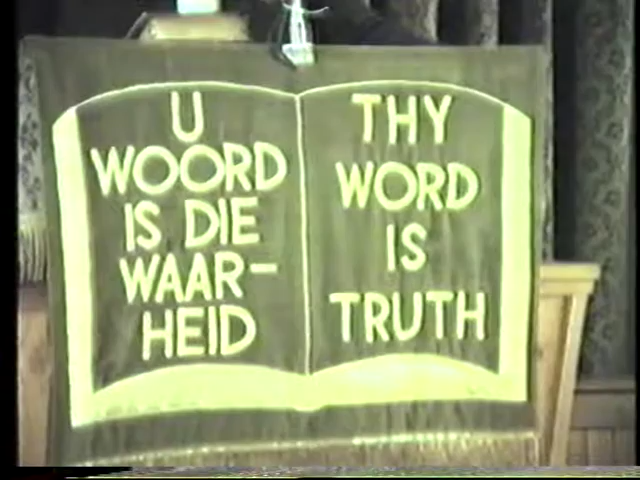 U
WOORD
IS DIE
WAAR-
HEID
THY
WORD
IS
TRUTH